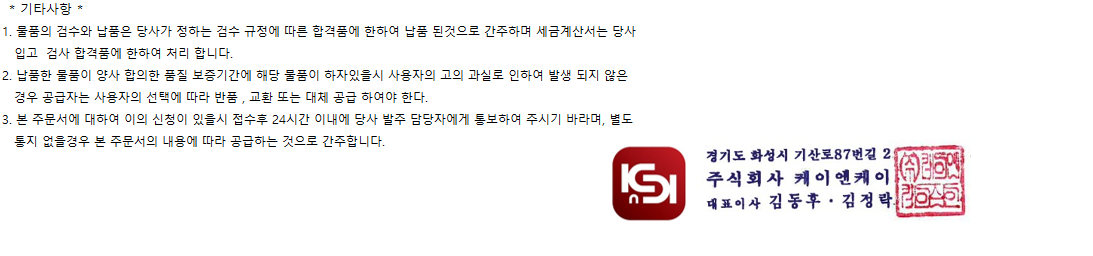 * 기타사항 *
1. 물품의 검수와 납품은 당사가 정하는 검수 규정에 따른 합격품에 한하여 납품 된것으로 간주하며 세금계산서는 당사
입고 검사 합격품에 한하여 처리 합니다.
2. 납품한 물품이 양사 합의한 품질 보증기간에 해당 물품이 하자있을시 사용자의 고의 과실로 인하여 발생 되지 않은
경우 공급자는 사용자의 선택에 따라 반품 , 교환 또는 대체 공급 하여야 한다.
3. 본 주문서에 대하여 이의 신청이 있을시 접수후 24시간 이내에 당사 발주 담당자에게 통보하여 주시기 바라며, 별도
통지 없을경우 본 주문서의 내용에 따라 공급하는 것으로 간주합니다.
경기도 화성시 기산로87번길 2
주식회사 케이엔케이
대표이사 김동후 · 김정락